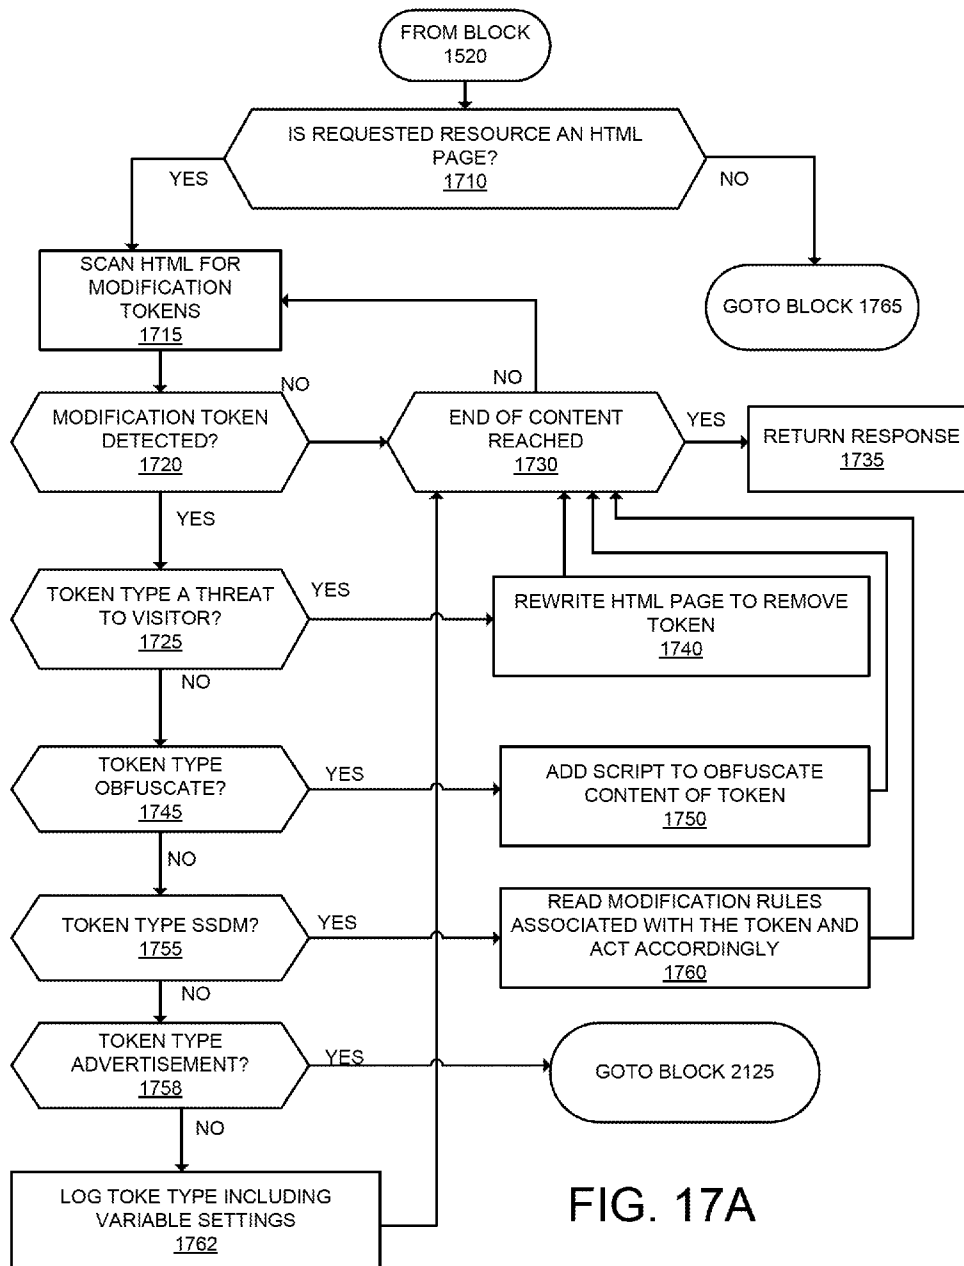 FROM BLOCK
1520
IS REQUESTED RESOURCE AN HTML
PAGE?
1710
YES
NO
SCAN HTML FOR
MODIFICATION
TOKENS
1715
GOTO BLOCK 1765
NO
NO
MODIFICATION TOKEN
DETECTED?
1720
END OF CONTENT
REACHED
1730
YES
RETURN RESPONSE
1735
YES
TOKEN TYPE A THREAT
TO VISITOR?
1725
YES
REWRITE HTML PAGE TO REMOVE
TOKEN
1740
NO
TOKEN TYPE
OBFUSCATE?
1745
YES
ADD SCRIPT TO OBFUSCATE
CONTENT OF TOKEN
1750
NO
TOKEN TYPE SSDM?
1755
YES
READ MODIFICATION RULES
ASSOCIATED WITH THE TOKEN AND
ACT ACCORDINGLY
1760
NO
TOKEN TYPE
ADVERTISEMENT?
1758
YES
GOTO BLOCK 2125
NO
LOG TOKE TYPE INCLUDING
VARIABLE SETTINGS
1762
FIG. 17A